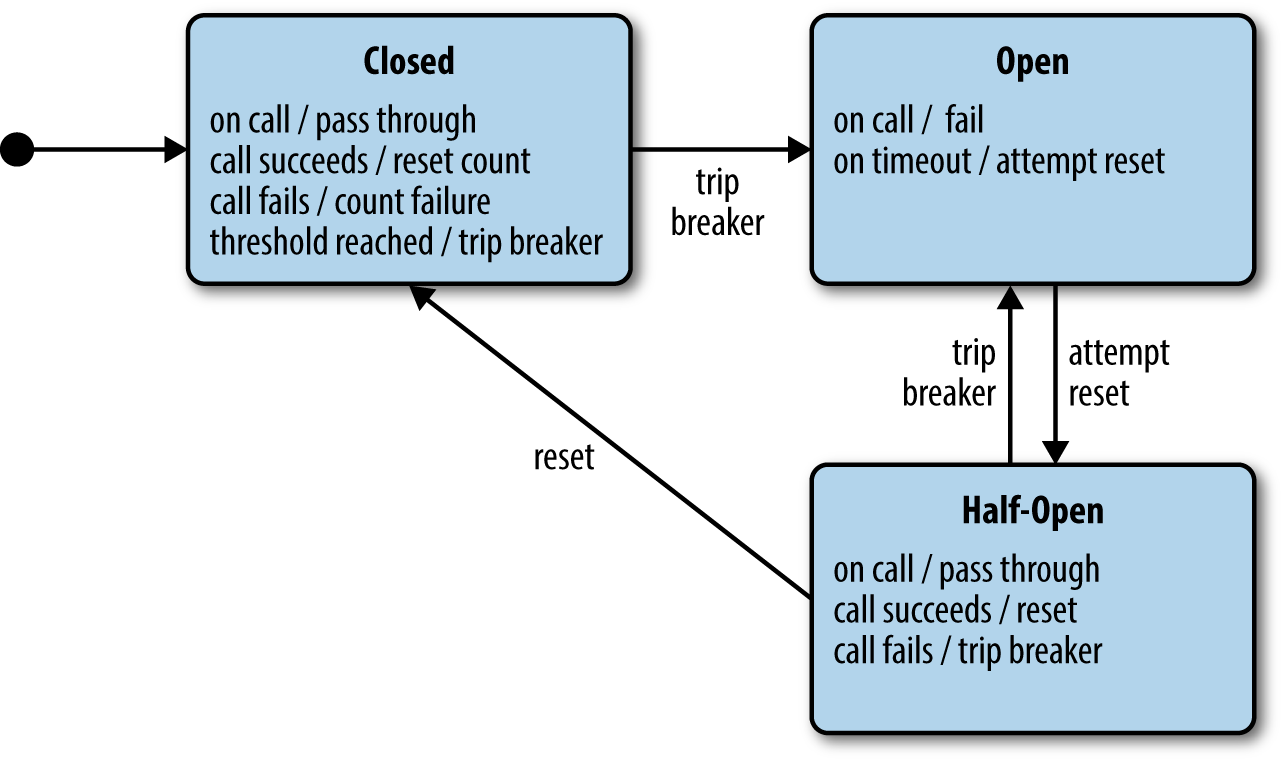 Closed
on call / pass through
call succeeds / reset count
call fails / count failure
threshold reached / trip breaker
trip
breaker
Open
on call /  fail
on timeout / attempt reset
trip
breaker
attempt
reset
reset
Half-Open
on call / pass through
call succeeds / reset
call fails / trip breaker